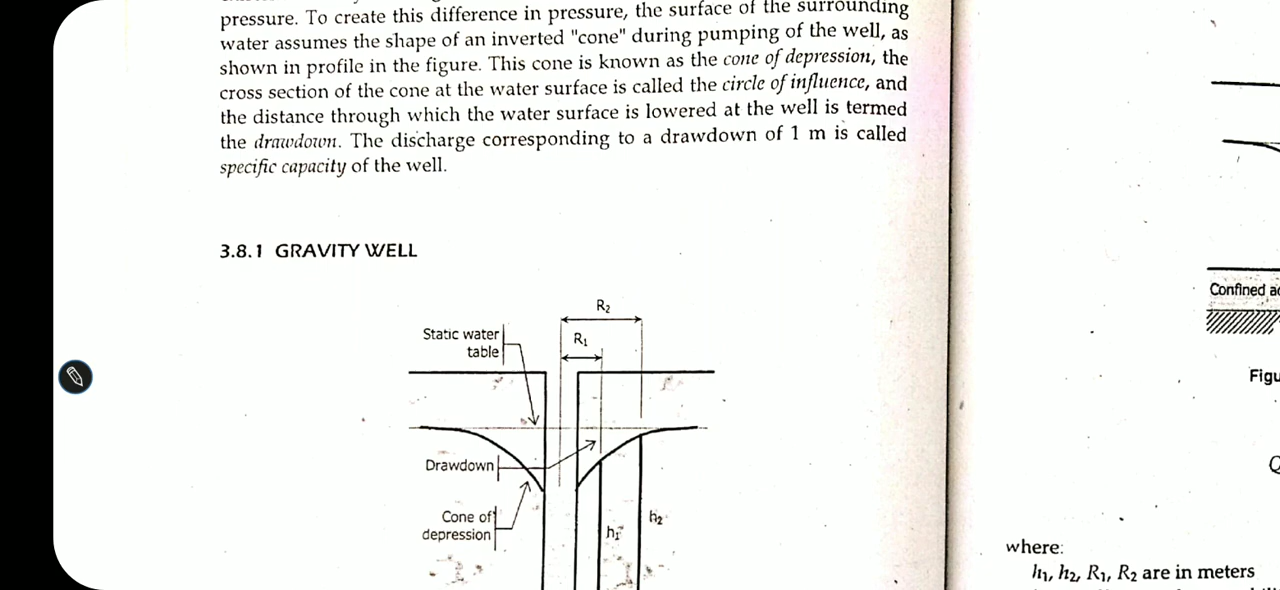 pressure. To create this difference in pressure, the surface of the surrounding
water assumes the shape of an inverted "cone" during pumping of the well, as
shown in profile in the figure. This cone is known as the cone of depression, the
cross section of the cone at the water surface is called the circle of influence, and
the distance through which the water surface is lowered at the well is termed
the drawdown. The discharge corresponding to a drawdown of 1 m is called
specific capacity of the well.
3.8.1 GRAVITY WELL
R₂
Static water
table
R₁
Drawdown
Cone of
depression
h₁
h₂
Confined
Figu
Q
where:
h₁, h₂, R₁, R₂ are in meters